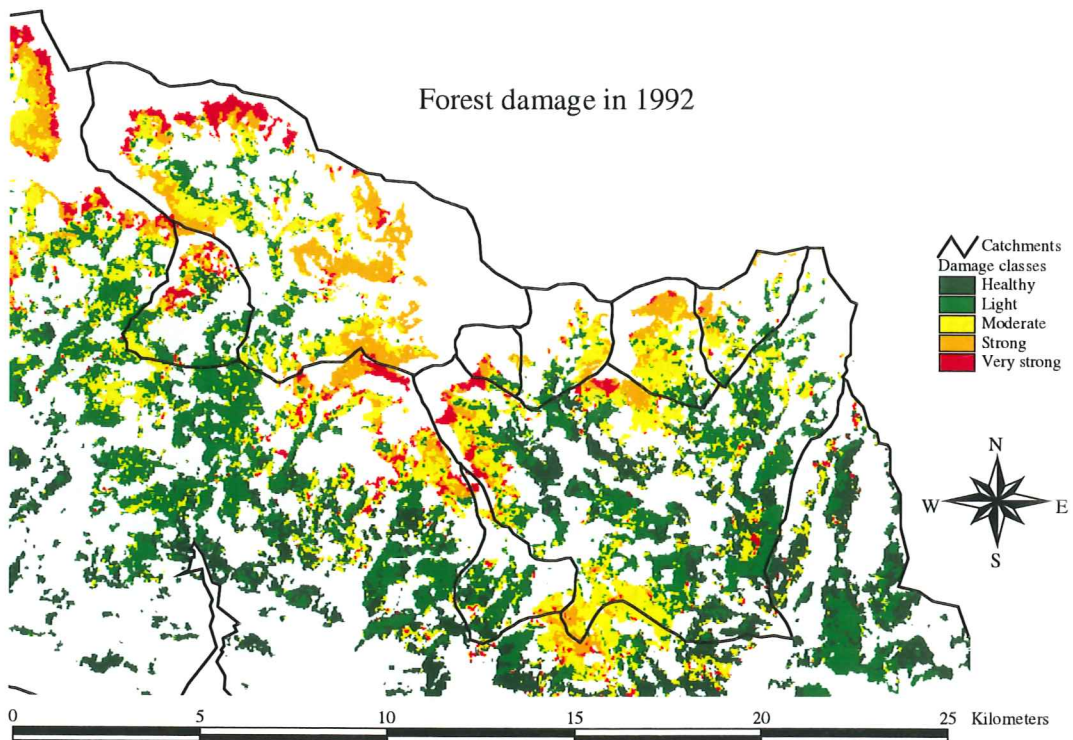 Forest damage in 1992
Catchments
Damage classes
Healthy
Light
Moderate
Strong
Very strong
N
W E
S
0 5 10 15 20 25 Kilometers